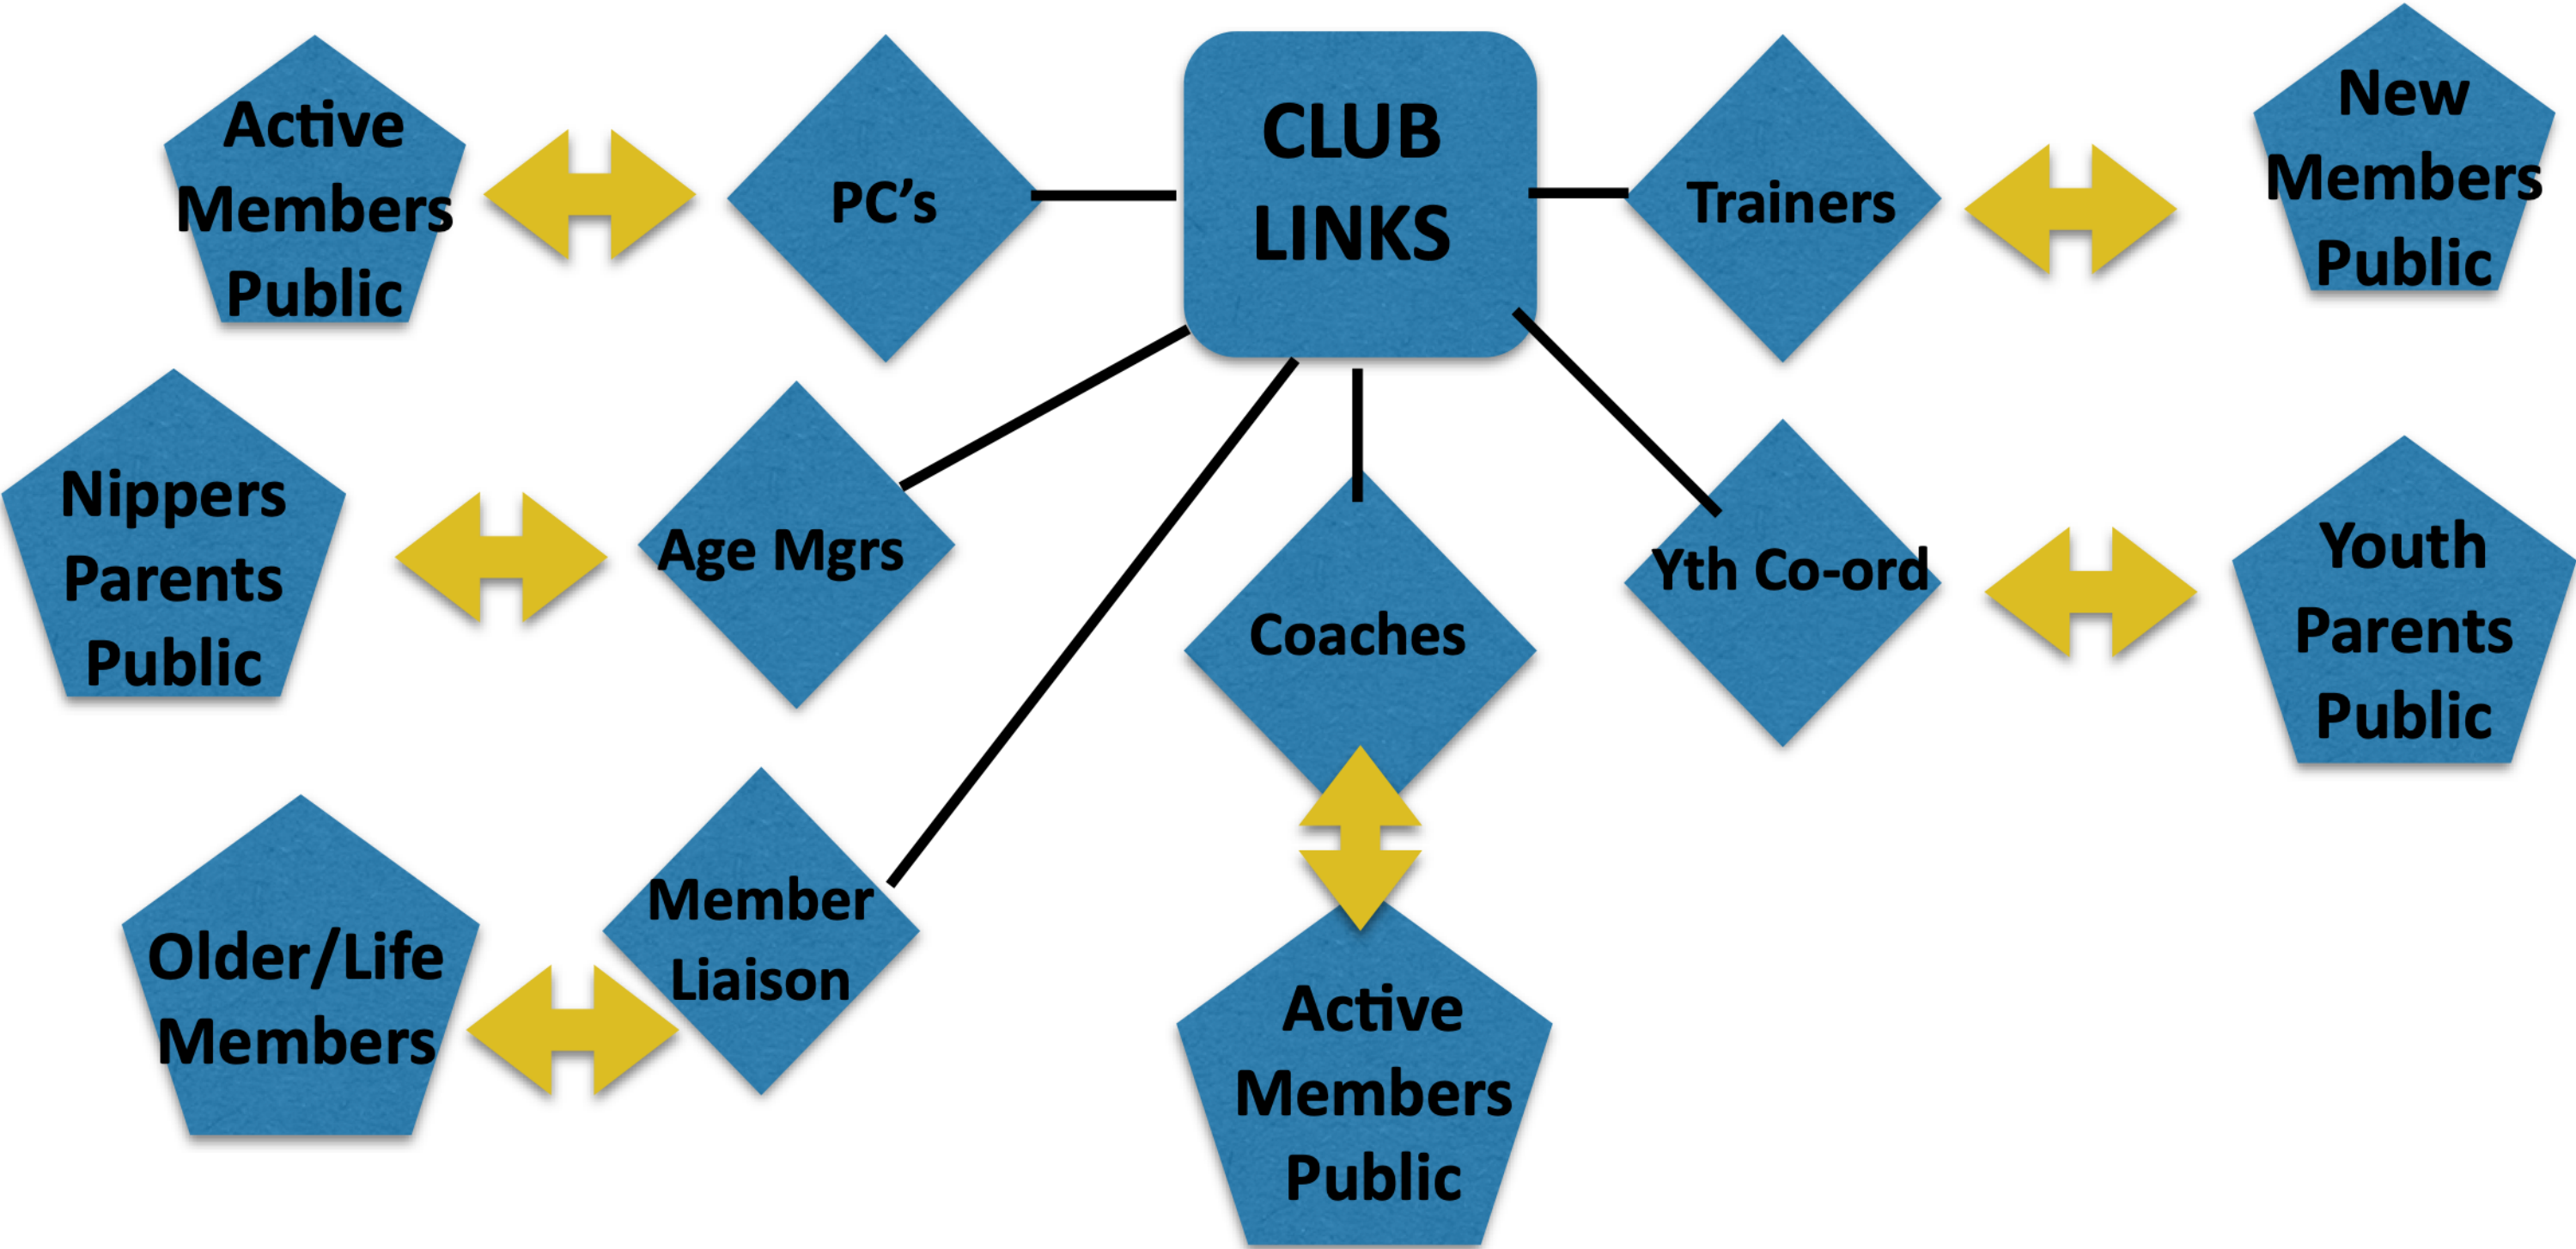 Active
Members
Public
PC’s
CLUB
LINKS
Trainers
New
Members
Public
Nippers
Parents
Public
Age Mgrs
Coaches
Yth Co-ord
Youth
Parents
Public
Older/Life
Members
Member
Liaison
Active
Members
Public